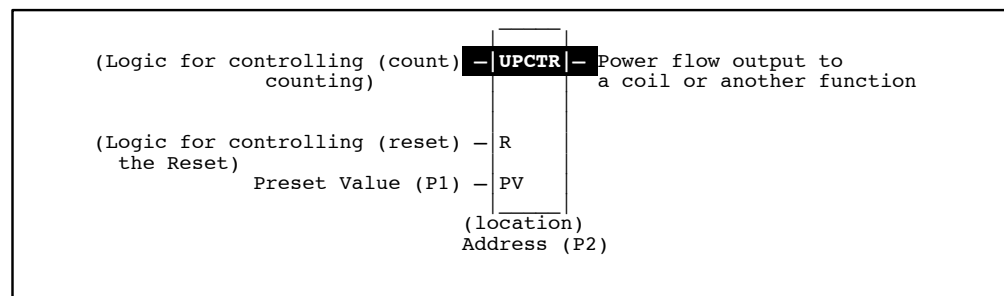 (Logic for controlling (count) UPCTR Power flow output to
counting) a coil or another function
(Logic for controlling (reset) R
the Reset)
Preset Value (P1) PV
(location)
Address (P2)